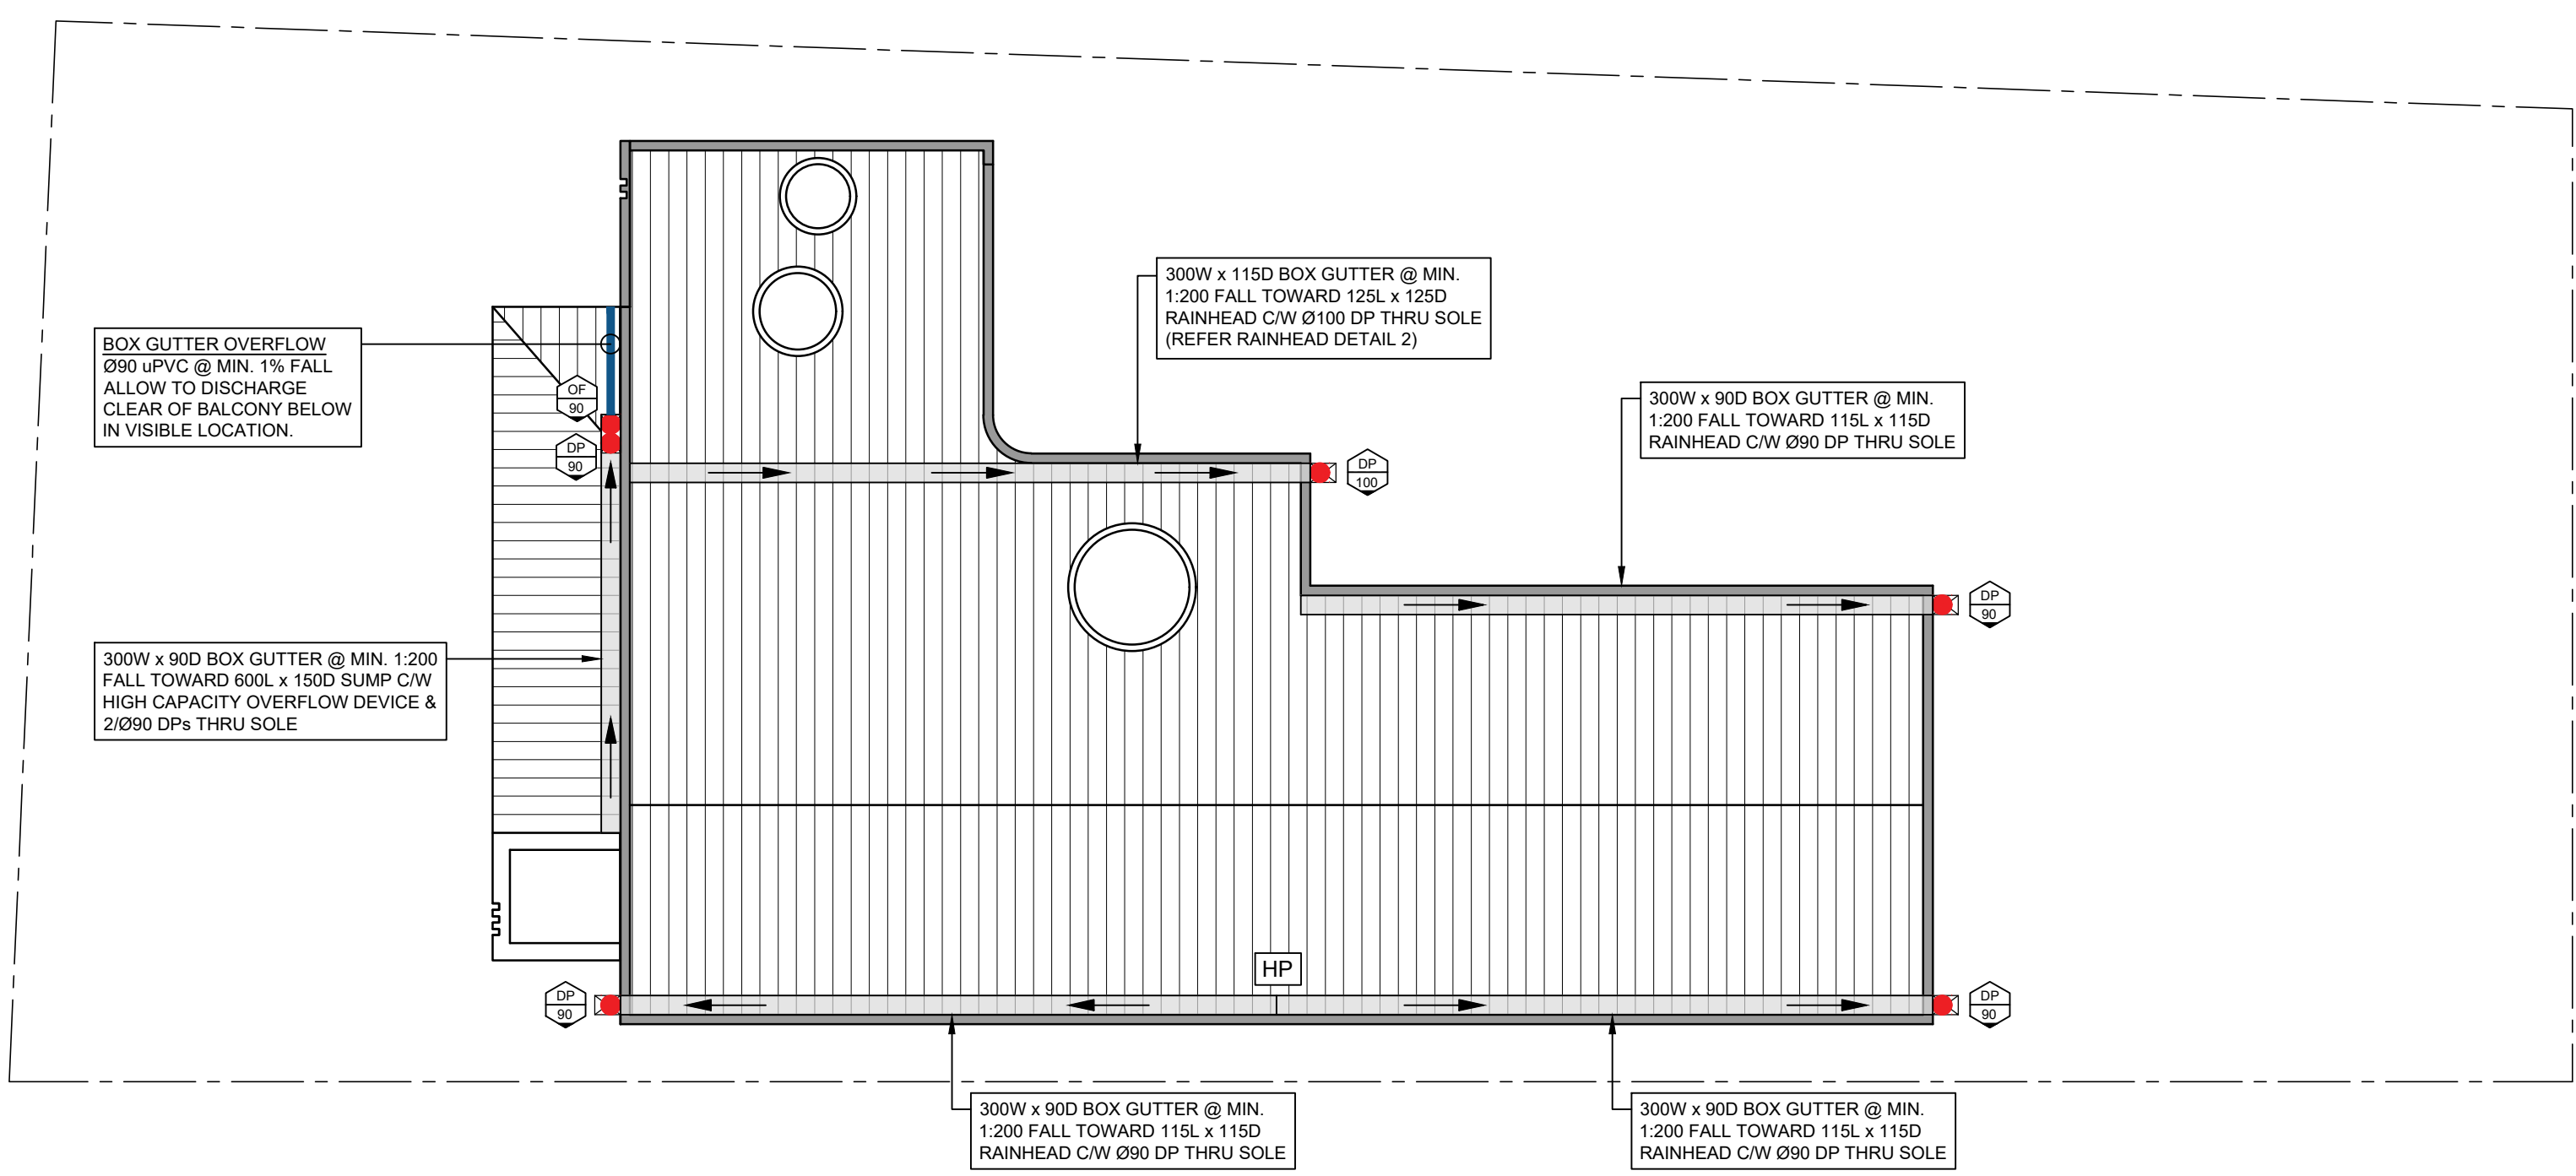 300W x 115D BOX GUTTER @ MIN.
1:200 FALL TOWARD 125L x 125D
RAINHEAD C/W Ø100 DP THRU SOLE
(REFER RAINHEAD DETAIL 2)
BOX GUTTER OVERFLOW
Ø90 uPVC @ MIN. 1% FALL
ALLOW TO DISCHARGE
CLEAR OF BALCONY BELOW
IN VISIBLE LOCATION.
OF
90
DP
90
300W x 90D BOX GUTTER @ MIN.
1:200 FALL TOWARD 115L x 115D
RAINHEAD C/W Ø90 DP THRU SOLE
DP
100
DP
90
300W x 90D BOX GUTTER @ MIN. 1:200
FALL TOWARD 600L x 150D SUMP C/W
HIGH CAPACITY OVERFLOW DEVICE &
2/Ø90 DPs THRU SOLE
HP
DP
90
DP
90
300W x 90D BOX GUTTER @ MIN.
1:200 FALL TOWARD 115L x 115D
RAINHEAD C/W Ø90 DP THRU SOLE
300W x 90D BOX GUTTER @ MIN.
1:200 FALL TOWARD 115L x 115D
RAINHEAD C/W Ø90 DP THRU SOLE